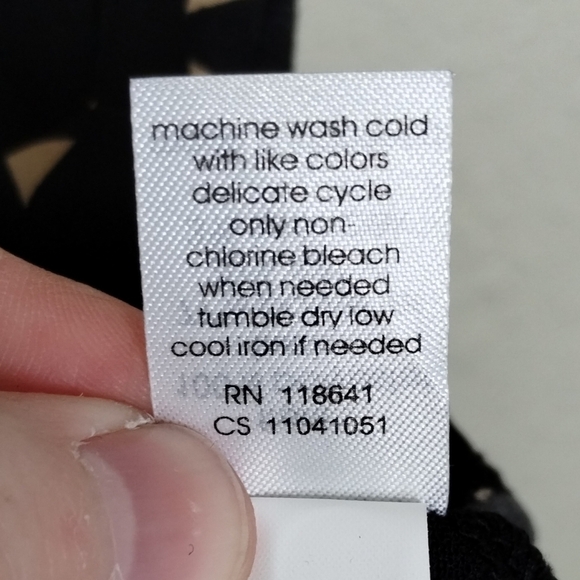 machine wash cold
with like colors
delicate cycle
only non-
chlorine bleach
when needed
tumble dry low
cool iron if needed
RN 118641
CS 11041051